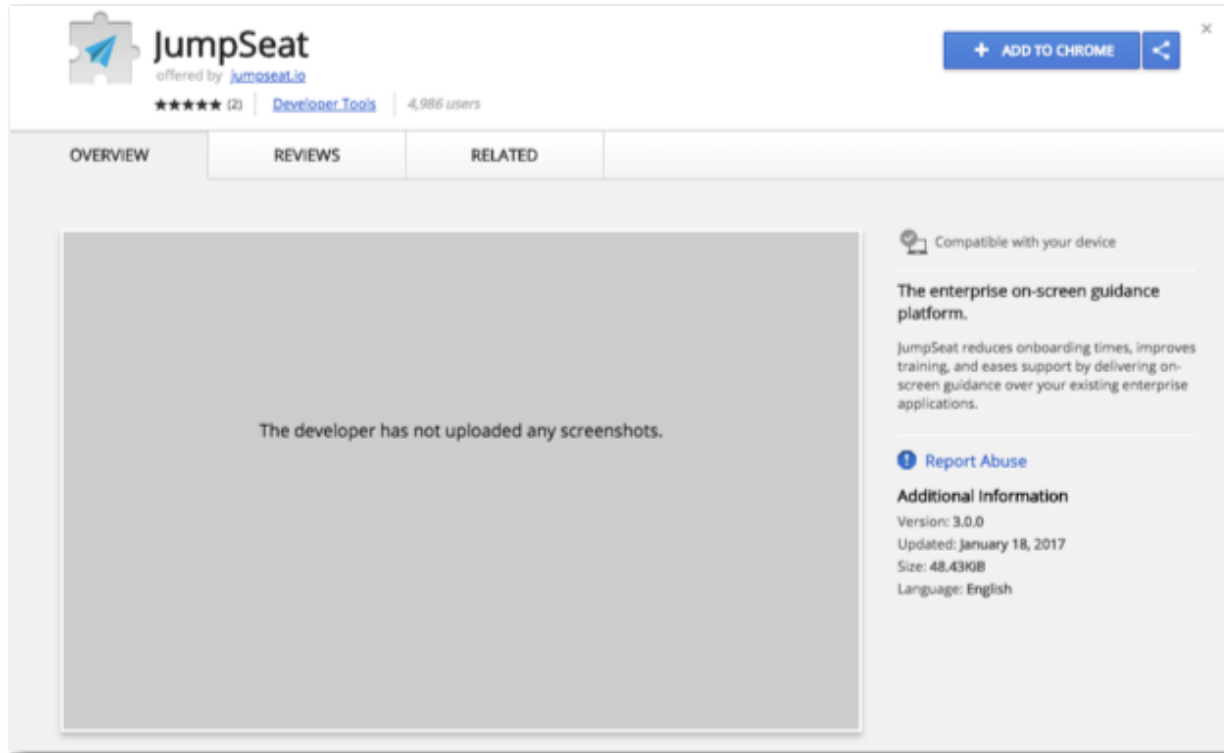 JumpSeat
offered by jumpseat.io
★★★★★ (2) Developer Tools 4,986 users
+ ADD TO CHROME
×
OVERVIEW REVIEWS RELATED
The developer has not uploaded any screenshots.
Compatible with your device
The enterprise on-screen guidance
platform.
JumpSeat reduces onboarding times, improves
training, and eases support by delivering on-
screen guidance over your existing enterprise
applications.
Report Abuse
Additional Information
Version: 3.0.0
Updated: January 18, 2017
Size: 48.43KiB
Language: English